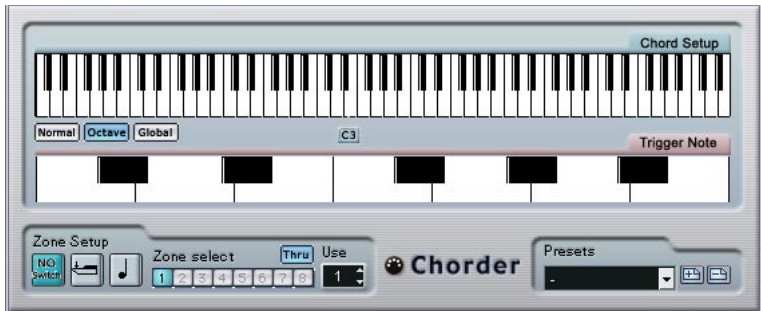 Chord Setup
Normal Octave Global C3
Trigger Note
Zone Setup
NO Switch
Zone select Thru Use
1 2 3 4 5 6 7 8 1
Chorder
Presets
-